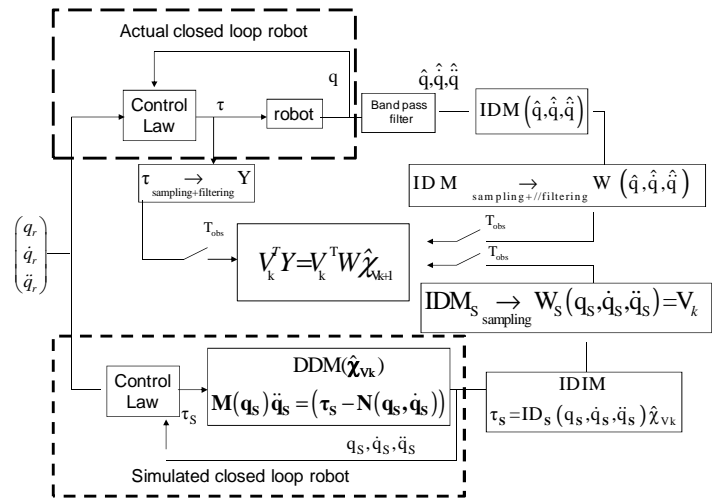 Actual closed loop robot
q
Control Law
τ
robot
Band pass filter
q̂, q̂̇, q̂̈
IDM(q̂, q̂̇, q̂̈)
τ → Y
sampling+filtering
IDM → W (q̂, q̂̇, q̂̈)
sampling+//filtering
(q_r
q̇_r
q̈_r)
T_obs
V_k^T Y = V_k^T W χ̂_Vk+1
T_obs
T_obs
IDM_S → W_S(q_S, q̇_S, q̈_S)=V_k
sampling
Control Law
τ_S
DDM(χ̂_Vk)
M(q_S)q̈_S = (τ_S − N(q_S, q̇_S))
q_S, q̇_S, q̈_S
IDIM
τ_S = ID_S (q_S, q̇_S, q̈_S) χ̂_Vk
Simulated closed loop robot